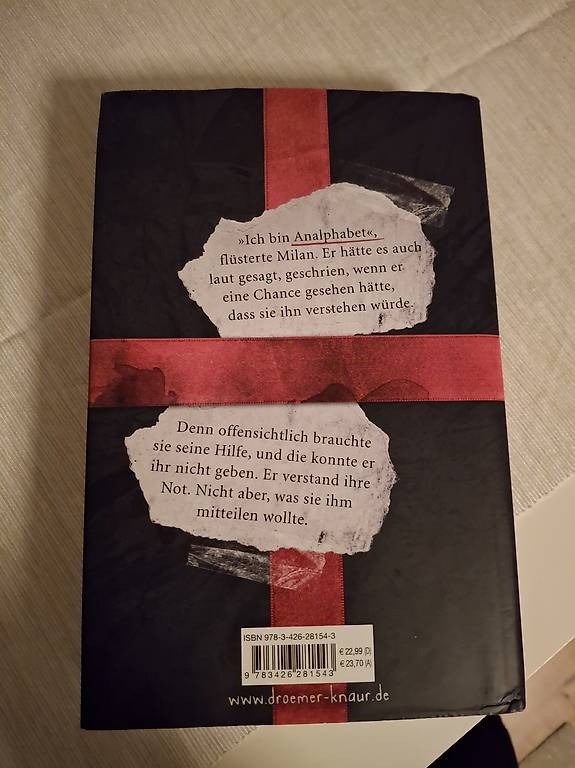 »Ich bin Analphabet«,
flüsterte Milan. Er hätte es auch
laut gesagt, geschrien, wenn er
eine Chance gesehen hätte,
dass sie ihn verstehen würde.
Denn offensichtlich brauchte
sie seine Hilfe, und die konnte er
ihr nicht geben. Er verstand ihre
Not. Nicht aber, was sie ihm
mitteilen wollte.
ISBN 978-3-426-28154-3
€ 22,99 (D)
€ 23,70 (A)
9 783426 281543
www.droemer-knaur.de